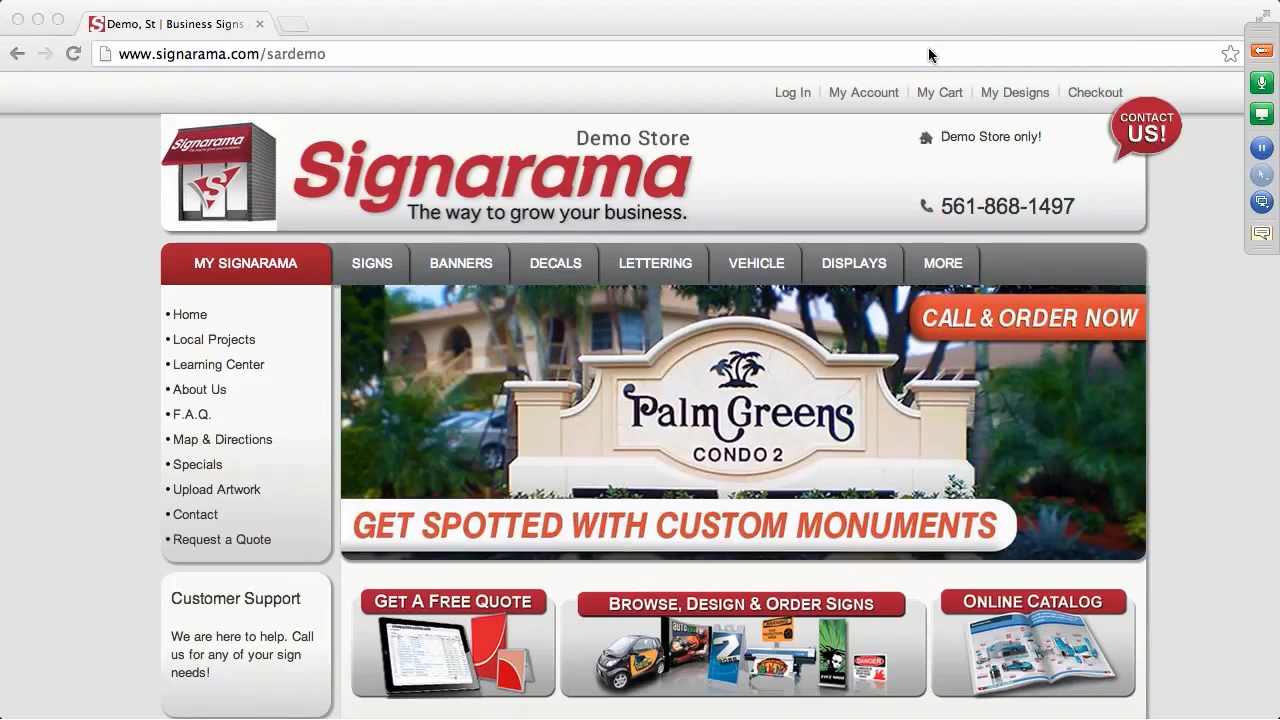 Demo, St | Business Signs
www.signarama.com/sardemo
Log In
My Account
My Cart
My Designs
Checkout
CONTACT
US!
Signarama
Demo Store
Signarama
The way to grow your business.
Demo Store only!
561-868-1497
MY SIGNARAMA
SIGNS
BANNERS
DECALS
LETTERING
VEHICLE
DISPLAYS
MORE
• Home
• Local Projects
• Learning Center
• About Us
• F.A.Q.
• Map & Directions
• Specials
• Upload Artwork
• Contact
• Request a Quote
CALL & ORDER NOW
Palm Greens
CONDO 2
GET SPOTTED WITH CUSTOM MONUMENTS
Customer Support
We are here to help. Call
us for any of your sign
needs!
GET A FREE QUOTE
BROWSE, DESIGN & ORDER SIGNS
DANGER
ONLINE CATALOG